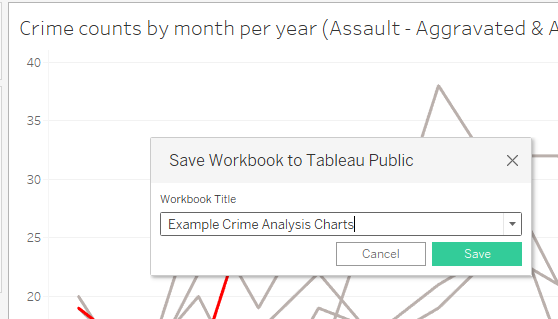 Crime counts by month per year (Assault - Aggravated & A
40
35
30
25
20
Save Workbook to Tableau Public
Workbook Title
Example Crime Analysis Charts
Cancel
Save